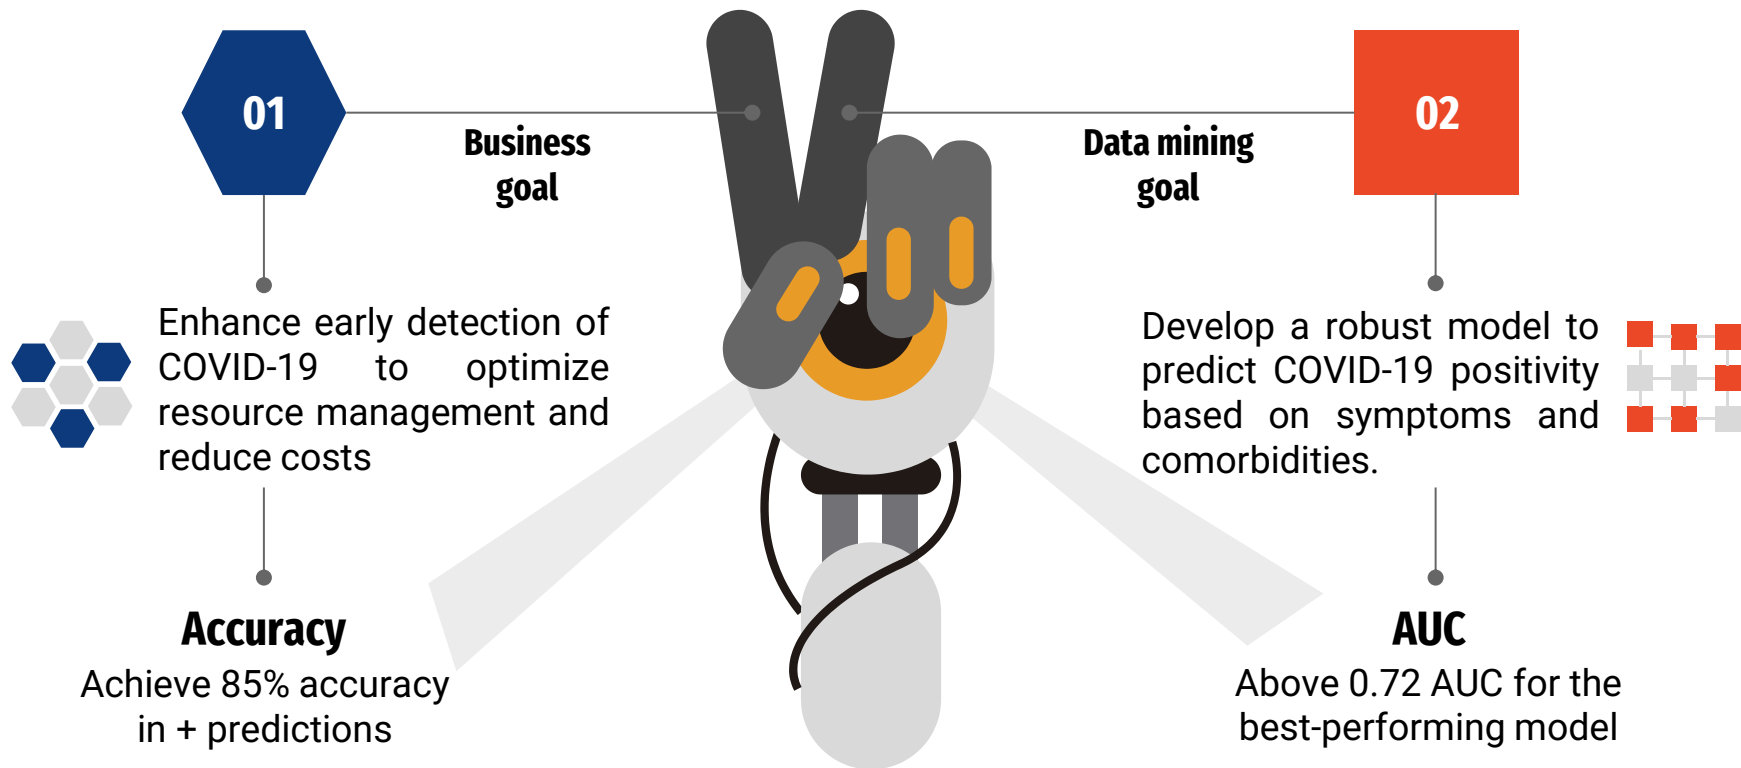 01
Business
goal
Enhance early detection of
COVID-19 to optimize
resource management and
reduce costs
Accuracy
Achieve 85% accuracy
in + predictions
02
Data mining
goal
Develop a robust model to
predict COVID-19 positivity
based on symptoms and
comorbidities.
AUC
Above 0.72 AUC for the
best-performing model